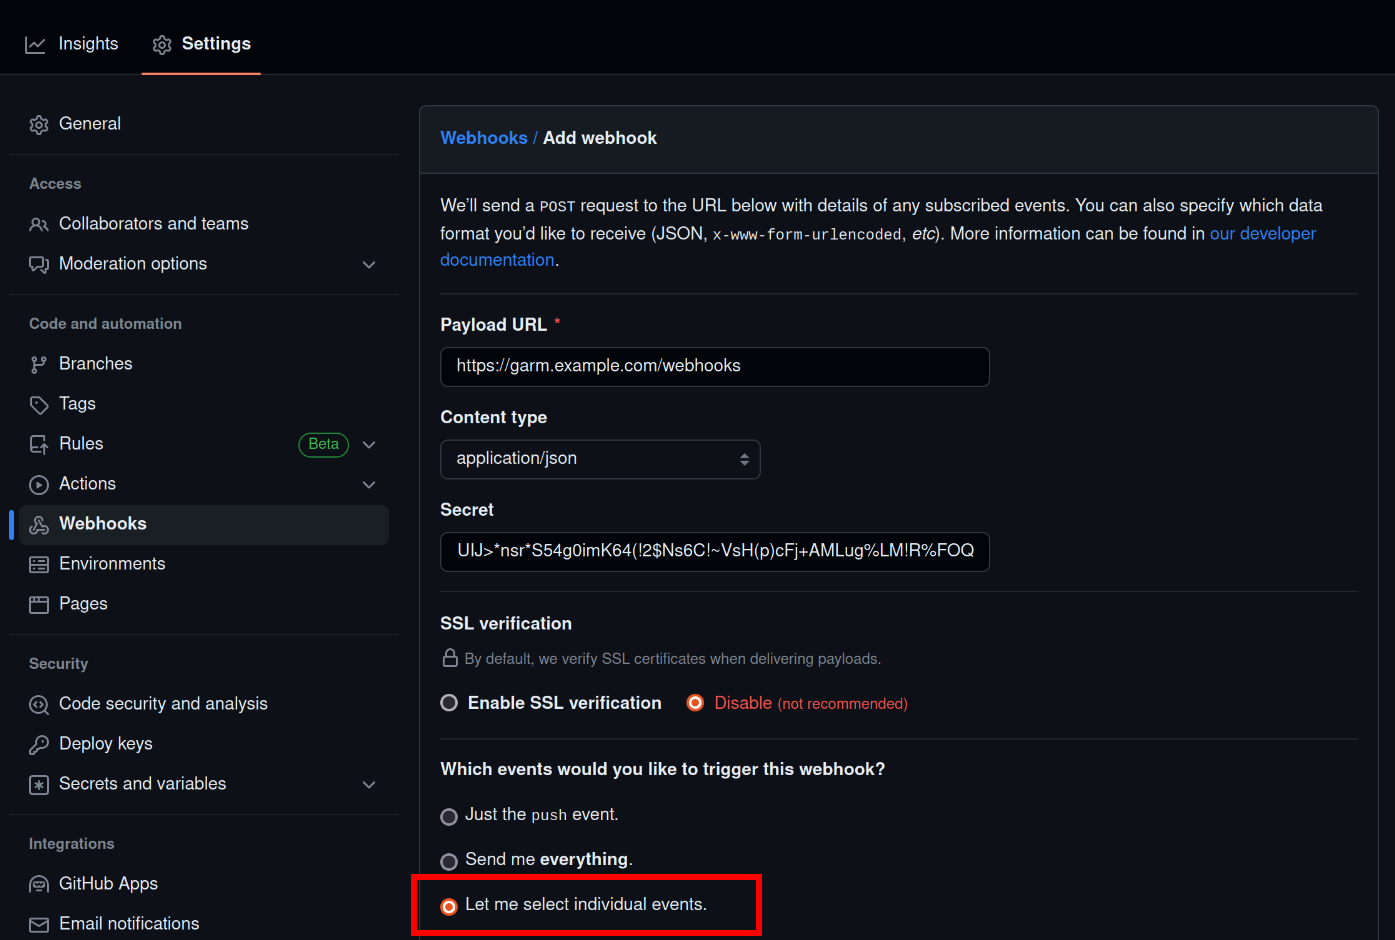 Insights
Settings
General
Access
Collaborators and teams
Moderation options
Code and automation
Branches
Tags
Rules
Beta
Actions
Webhooks
Environments
Pages
Security
Code security and analysis
Deploy keys
Secrets and variables
Integrations
GitHub Apps
Email notifications
Webhooks / Add webhook
We'll send a POST request to the URL below with details of any subscribed events. You can also specify which data
format you'd like to receive (JSON, x-www-form-urlencoded, etc). More information can be found in our developer
documentation.
Payload URL *
https://garm.example.com/webhooks
Content type
application/json
Secret
UIJ>*nsr*S54g0imK64(!2$Ns6C!~VsH(p)cFj+AMLug%LM!R%FOQ
SSL verification
By default, we verify SSL certificates when delivering payloads.
Enable SSL verification
Disable (not recommended)
Which events would you like to trigger this webhook?
Just the push event.
Send me everything.
Let me select individual events.